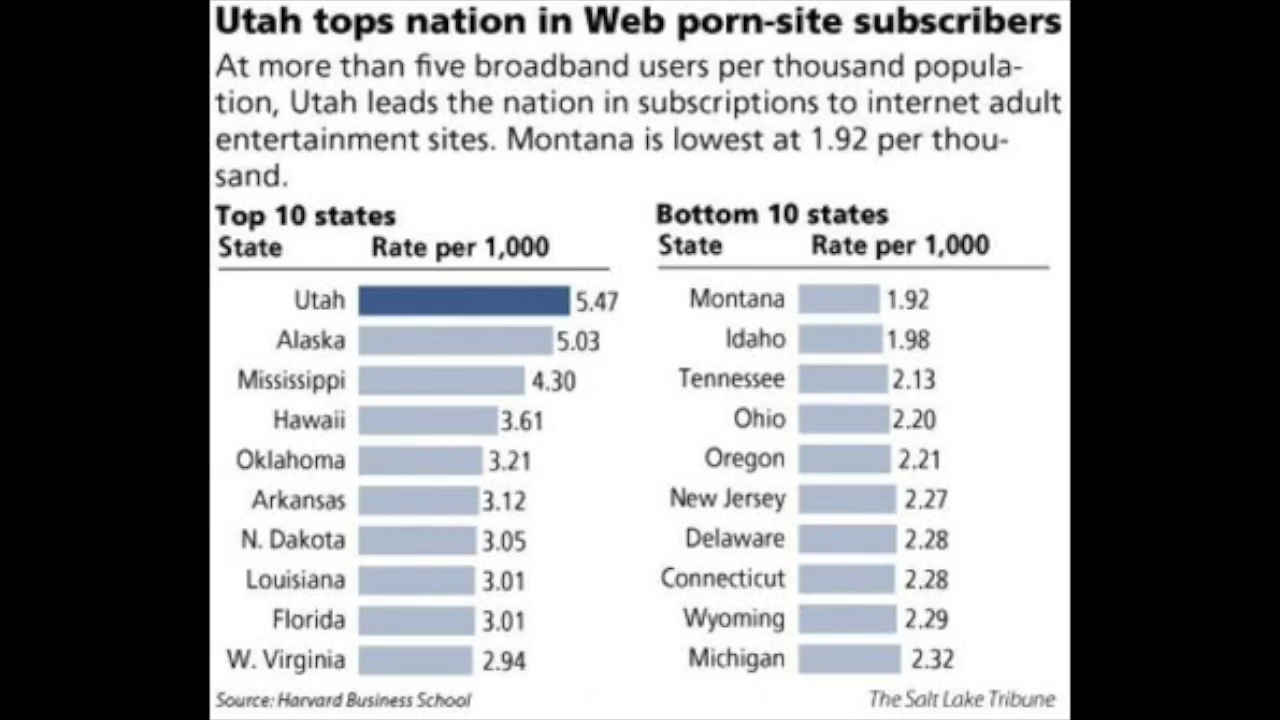 Utah tops nation in Web porn-site subscribers
At more than five broadband users per thousand popula-
tion, Utah leads the nation in subscriptions to internet adult
entertainment sites. Montana is lowest at 1.92 per thou-
sand.
Top 10 states
State Rate per 1,000
Utah 5.47
Alaska 5.03
Mississippi 4.30
Hawaii 3.61
Oklahoma 3.21
Arkansas 3.12
N. Dakota 3.05
Louisiana 3.01
Florida 3.01
W. Virginia 2.94
Bottom 10 states
State Rate per 1,000
Montana 1.92
Idaho 1.98
Tennessee 2.13
Ohio 2.20
Oregon 2.21
New Jersey 2.27
Delaware 2.28
Connecticut 2.28
Wyoming 2.29
Michigan 2.32
Source: Harvard Business School
The Salt Lake Tribune